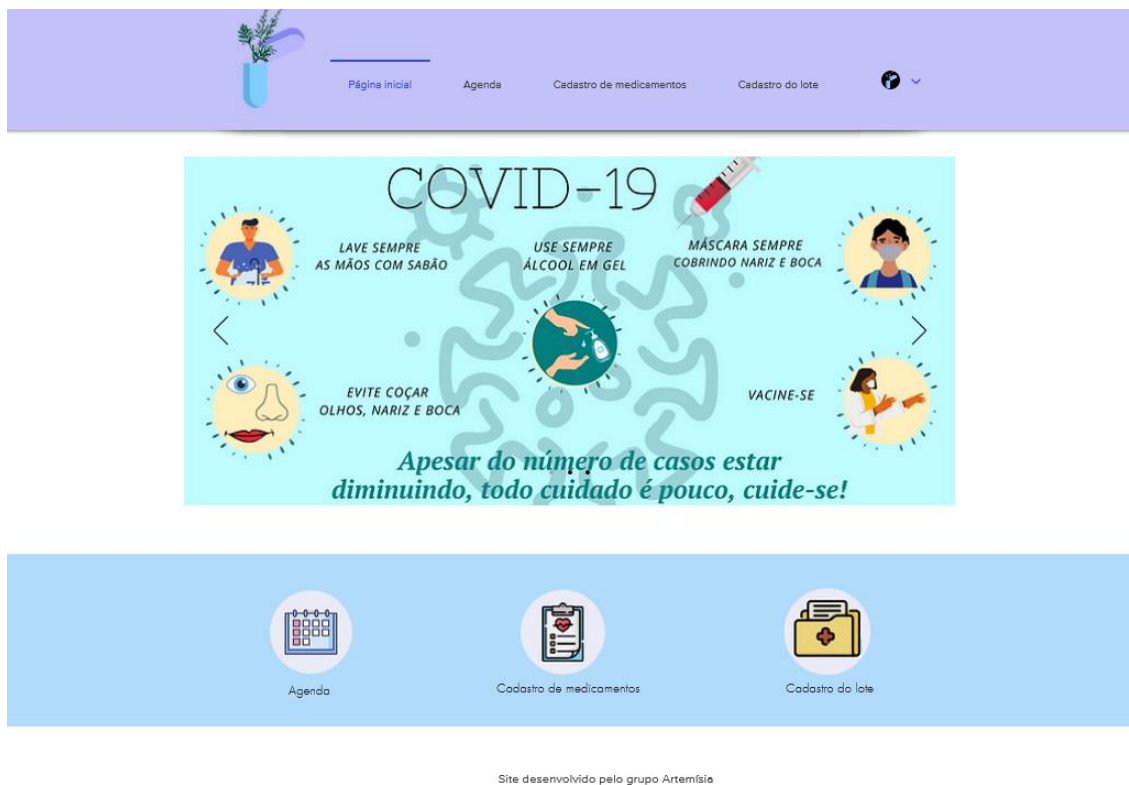 Página inicial
Agenda
Cadastro de medicamentos
Cadastro do lote
COVID-19
LAVE SEMPRE
AS MÃOS COM SABÃO
USE SEMPRE
ÁLCOOL EM GEL
MÁSCARA SEMPRE
COBRINDO NARIZ E BOCA
EVITE COÇAR
OLHOS, NARIZ E BOCA
VACINE-SE
Apesar do número de casos estar
diminuindo, todo cuidado é pouco, cuide-se!
Agenda
Cadastro de medicamentos
Cadastro do lote
Site desenvolvido pelo grupo Artemísia